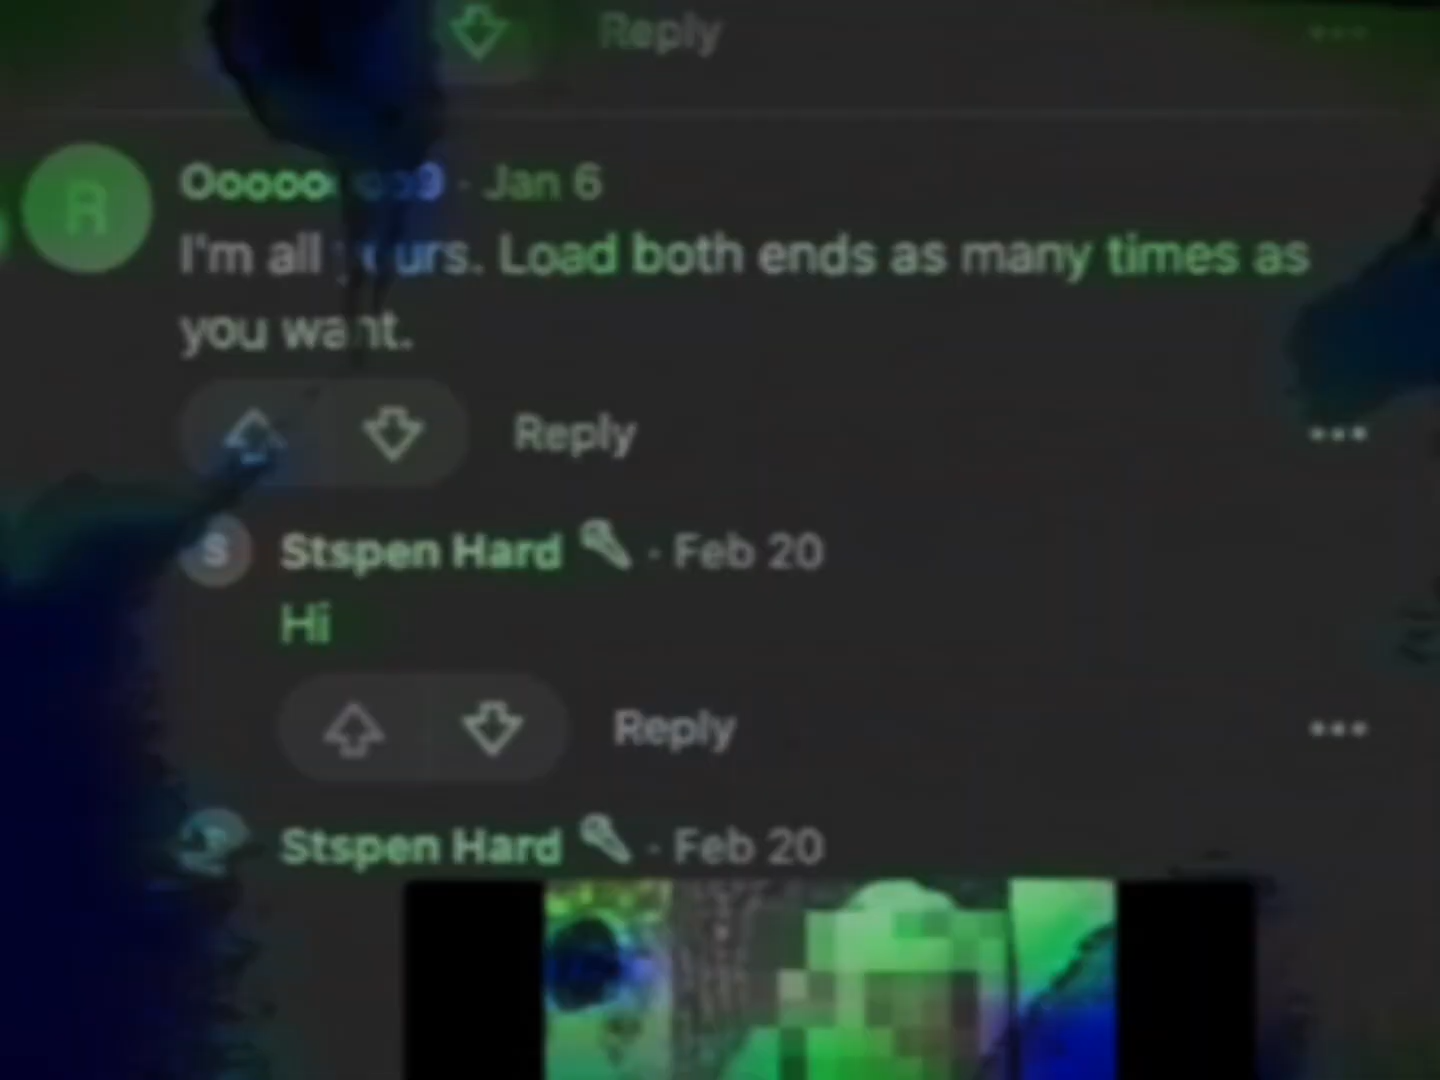 Reply
R
· Jan 6
I'm all yours. Load both ends as many times as
you want.
Reply
S Stspen Hard · Feb 20
Hi
Reply
Stspen Hard · Feb 20